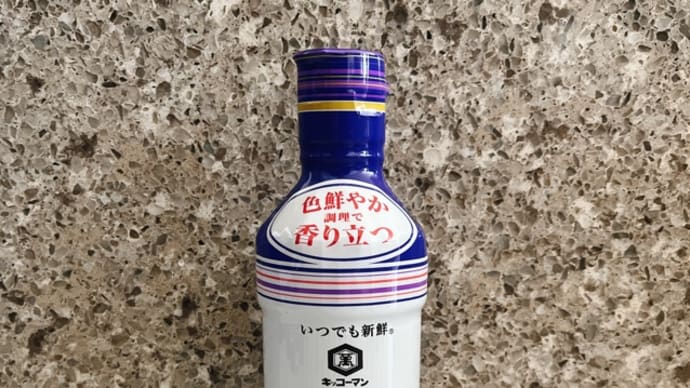 色鮮やか
調理で
香り立つ
いつでも新鮮®
萬
キッコーマン